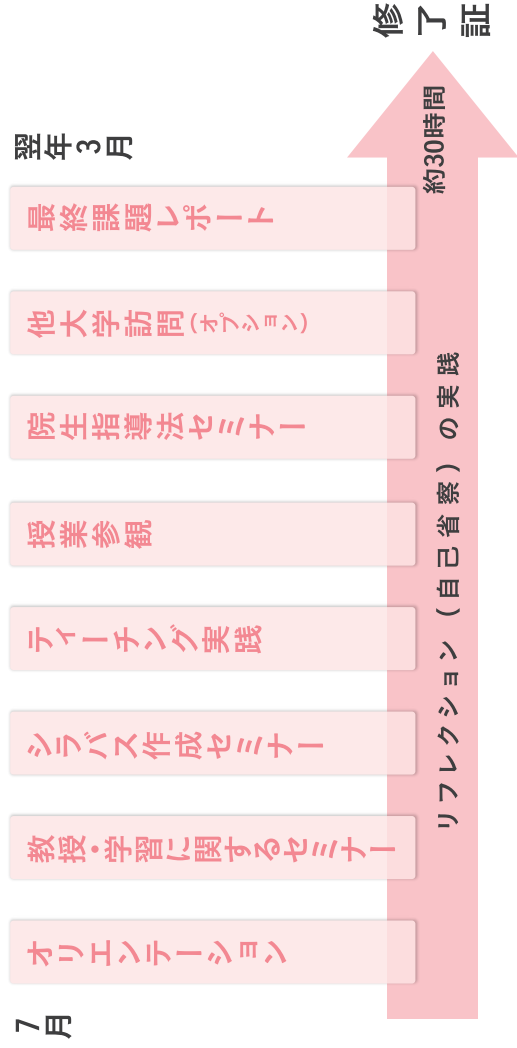 7月
オリエンテーション
教授・学習に関するセミナー
シラバス作成セミナー
ティーチング実践
授業参観
院生指導法セミナー
他大学訪問(オプション)
最終課題レポート
翌年3月
リフレクション(自己省察)の実践
約30時間
修了証